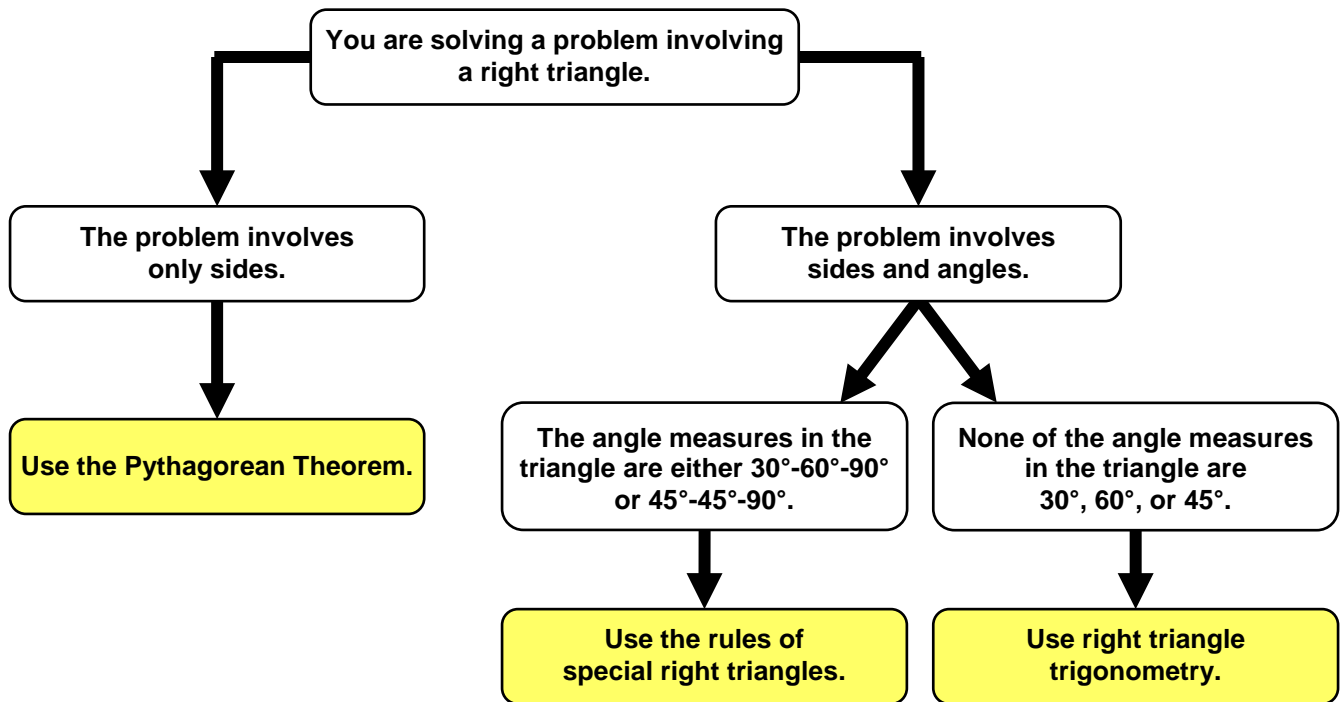 You are solving a problem involving
a right triangle.
The problem involves
only sides.
The problem involves
sides and angles.
Use the Pythagorean Theorem.
The angle measures in the
triangle are either 30°-60°-90°
or 45°-45°-90°.
None of the angle measures
in the triangle are
30°, 60°, or 45°.
Use the rules of
special right triangles.
Use right triangle
trigonometry.